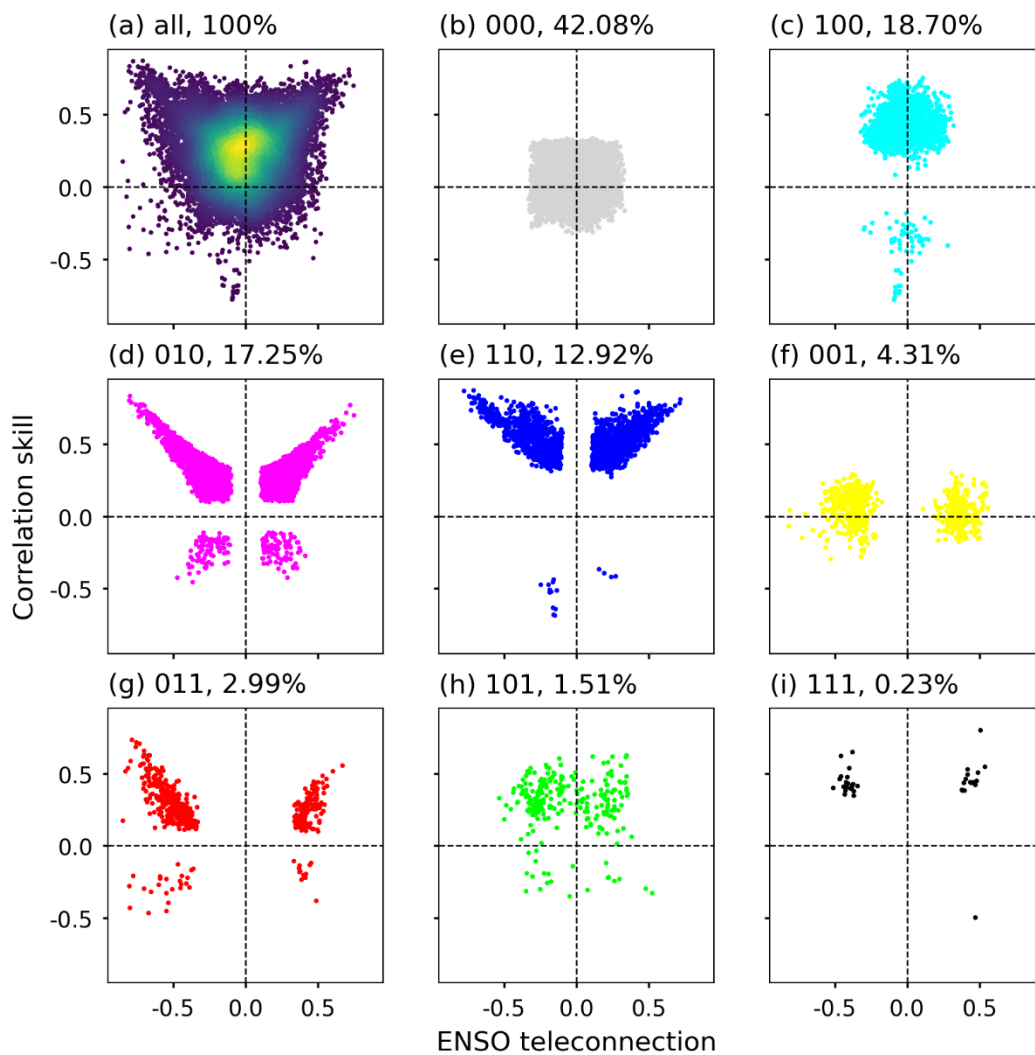 (a) all, 100%
(b) 000, 42.08%
(c) 100, 18.70%
0.5
0.0
-0.5
(d) 010, 17.25%
(e) 110, 12.92%
(f) 001, 4.31%
Correlation skill
0.5
0.0
-0.5
(g) 011, 2.99%
(h) 101, 1.51%
(i) 111, 0.23%
0.5
0.0
-0.5
-0.5 0.0 0.5
-0.5 0.0 0.5
-0.5 0.0 0.5
ENSO teleconnection